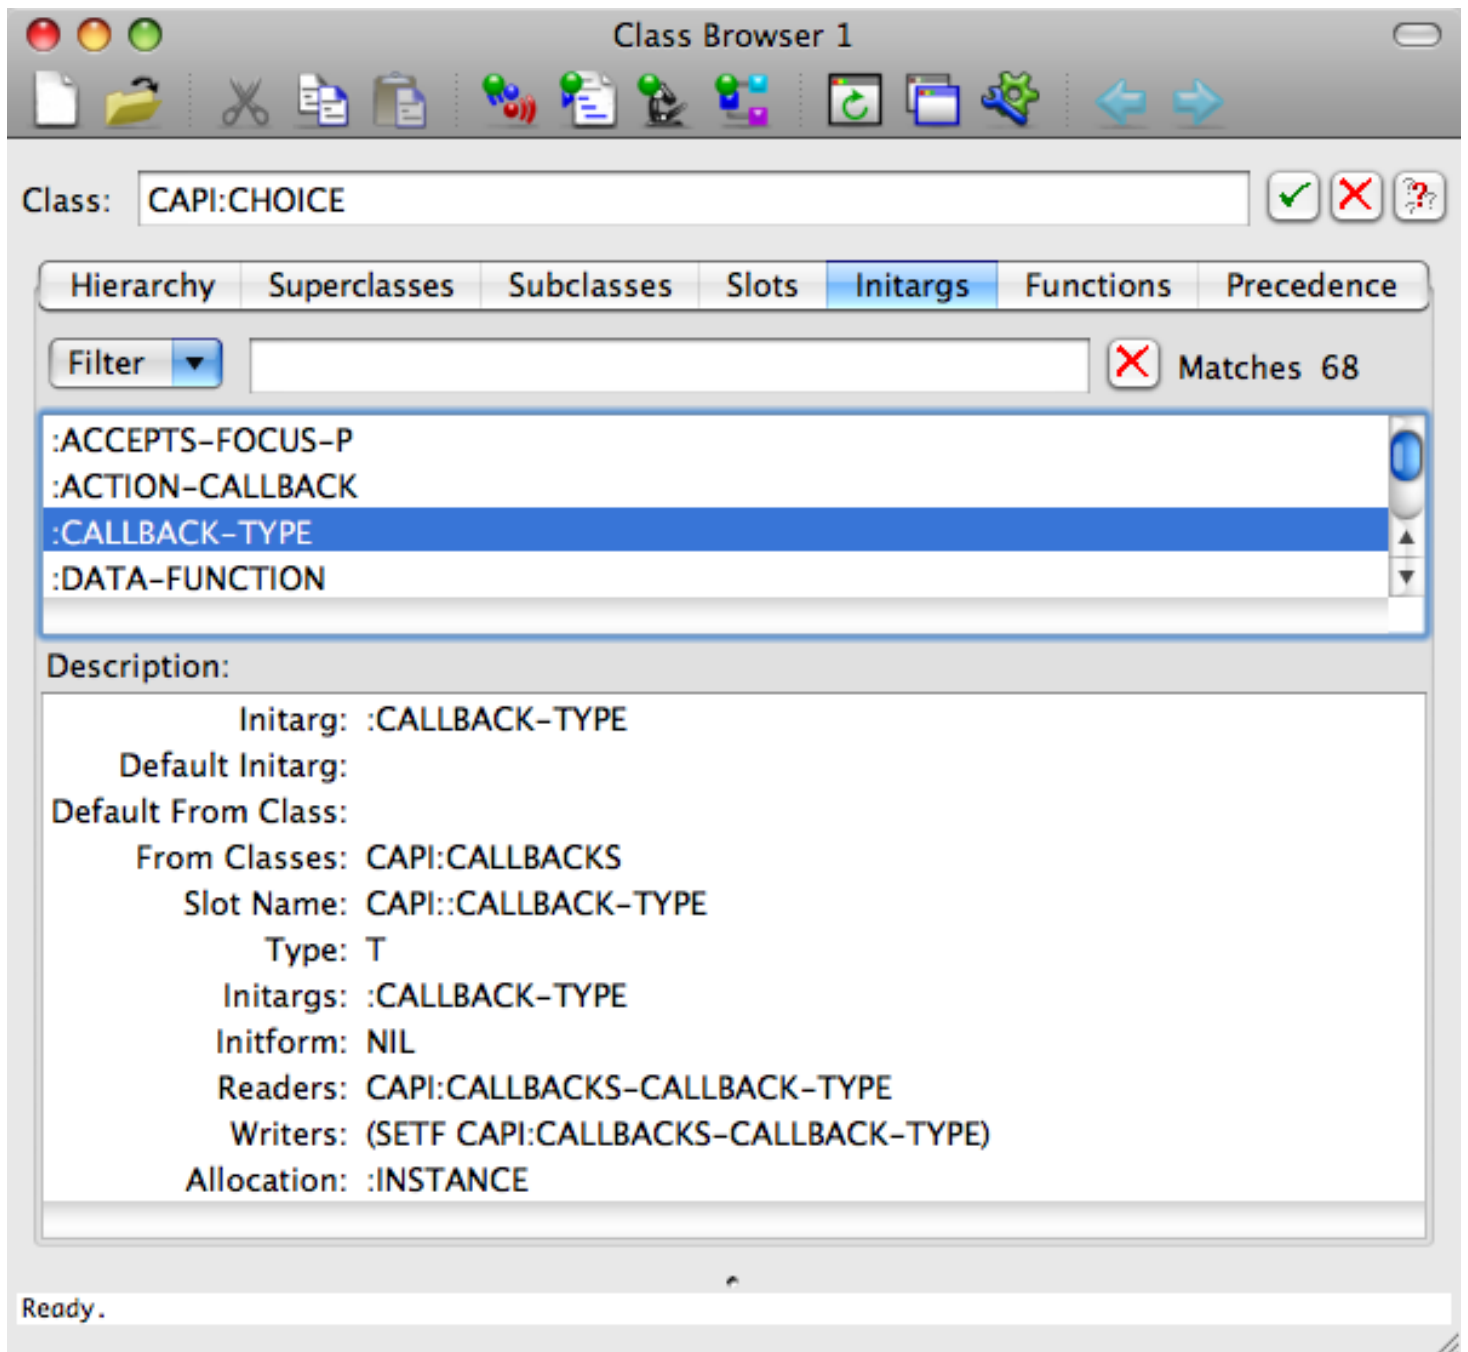 Class Browser 1
Class: CAPI:CHOICE
Hierarchy Superclasses Subclasses Slots Initargs Functions Precedence
Filter Matches 68
:ACCEPTS-FOCUS-P
:ACTION-CALLBACK
:CALLBACK-TYPE
:DATA-FUNCTION
Description:
Initarg: :CALLBACK-TYPE
Default Initarg:
Default From Class:
From Classes: CAPI:CALLBACKS
Slot Name: CAPI::CALLBACK-TYPE
Type: T
Initargs: :CALLBACK-TYPE
Initform: NIL
Readers: CAPI:CALLBACKS-CALLBACK-TYPE
Writers: (SETF CAPI:CALLBACKS-CALLBACK-TYPE)
Allocation: :INSTANCE
Ready.